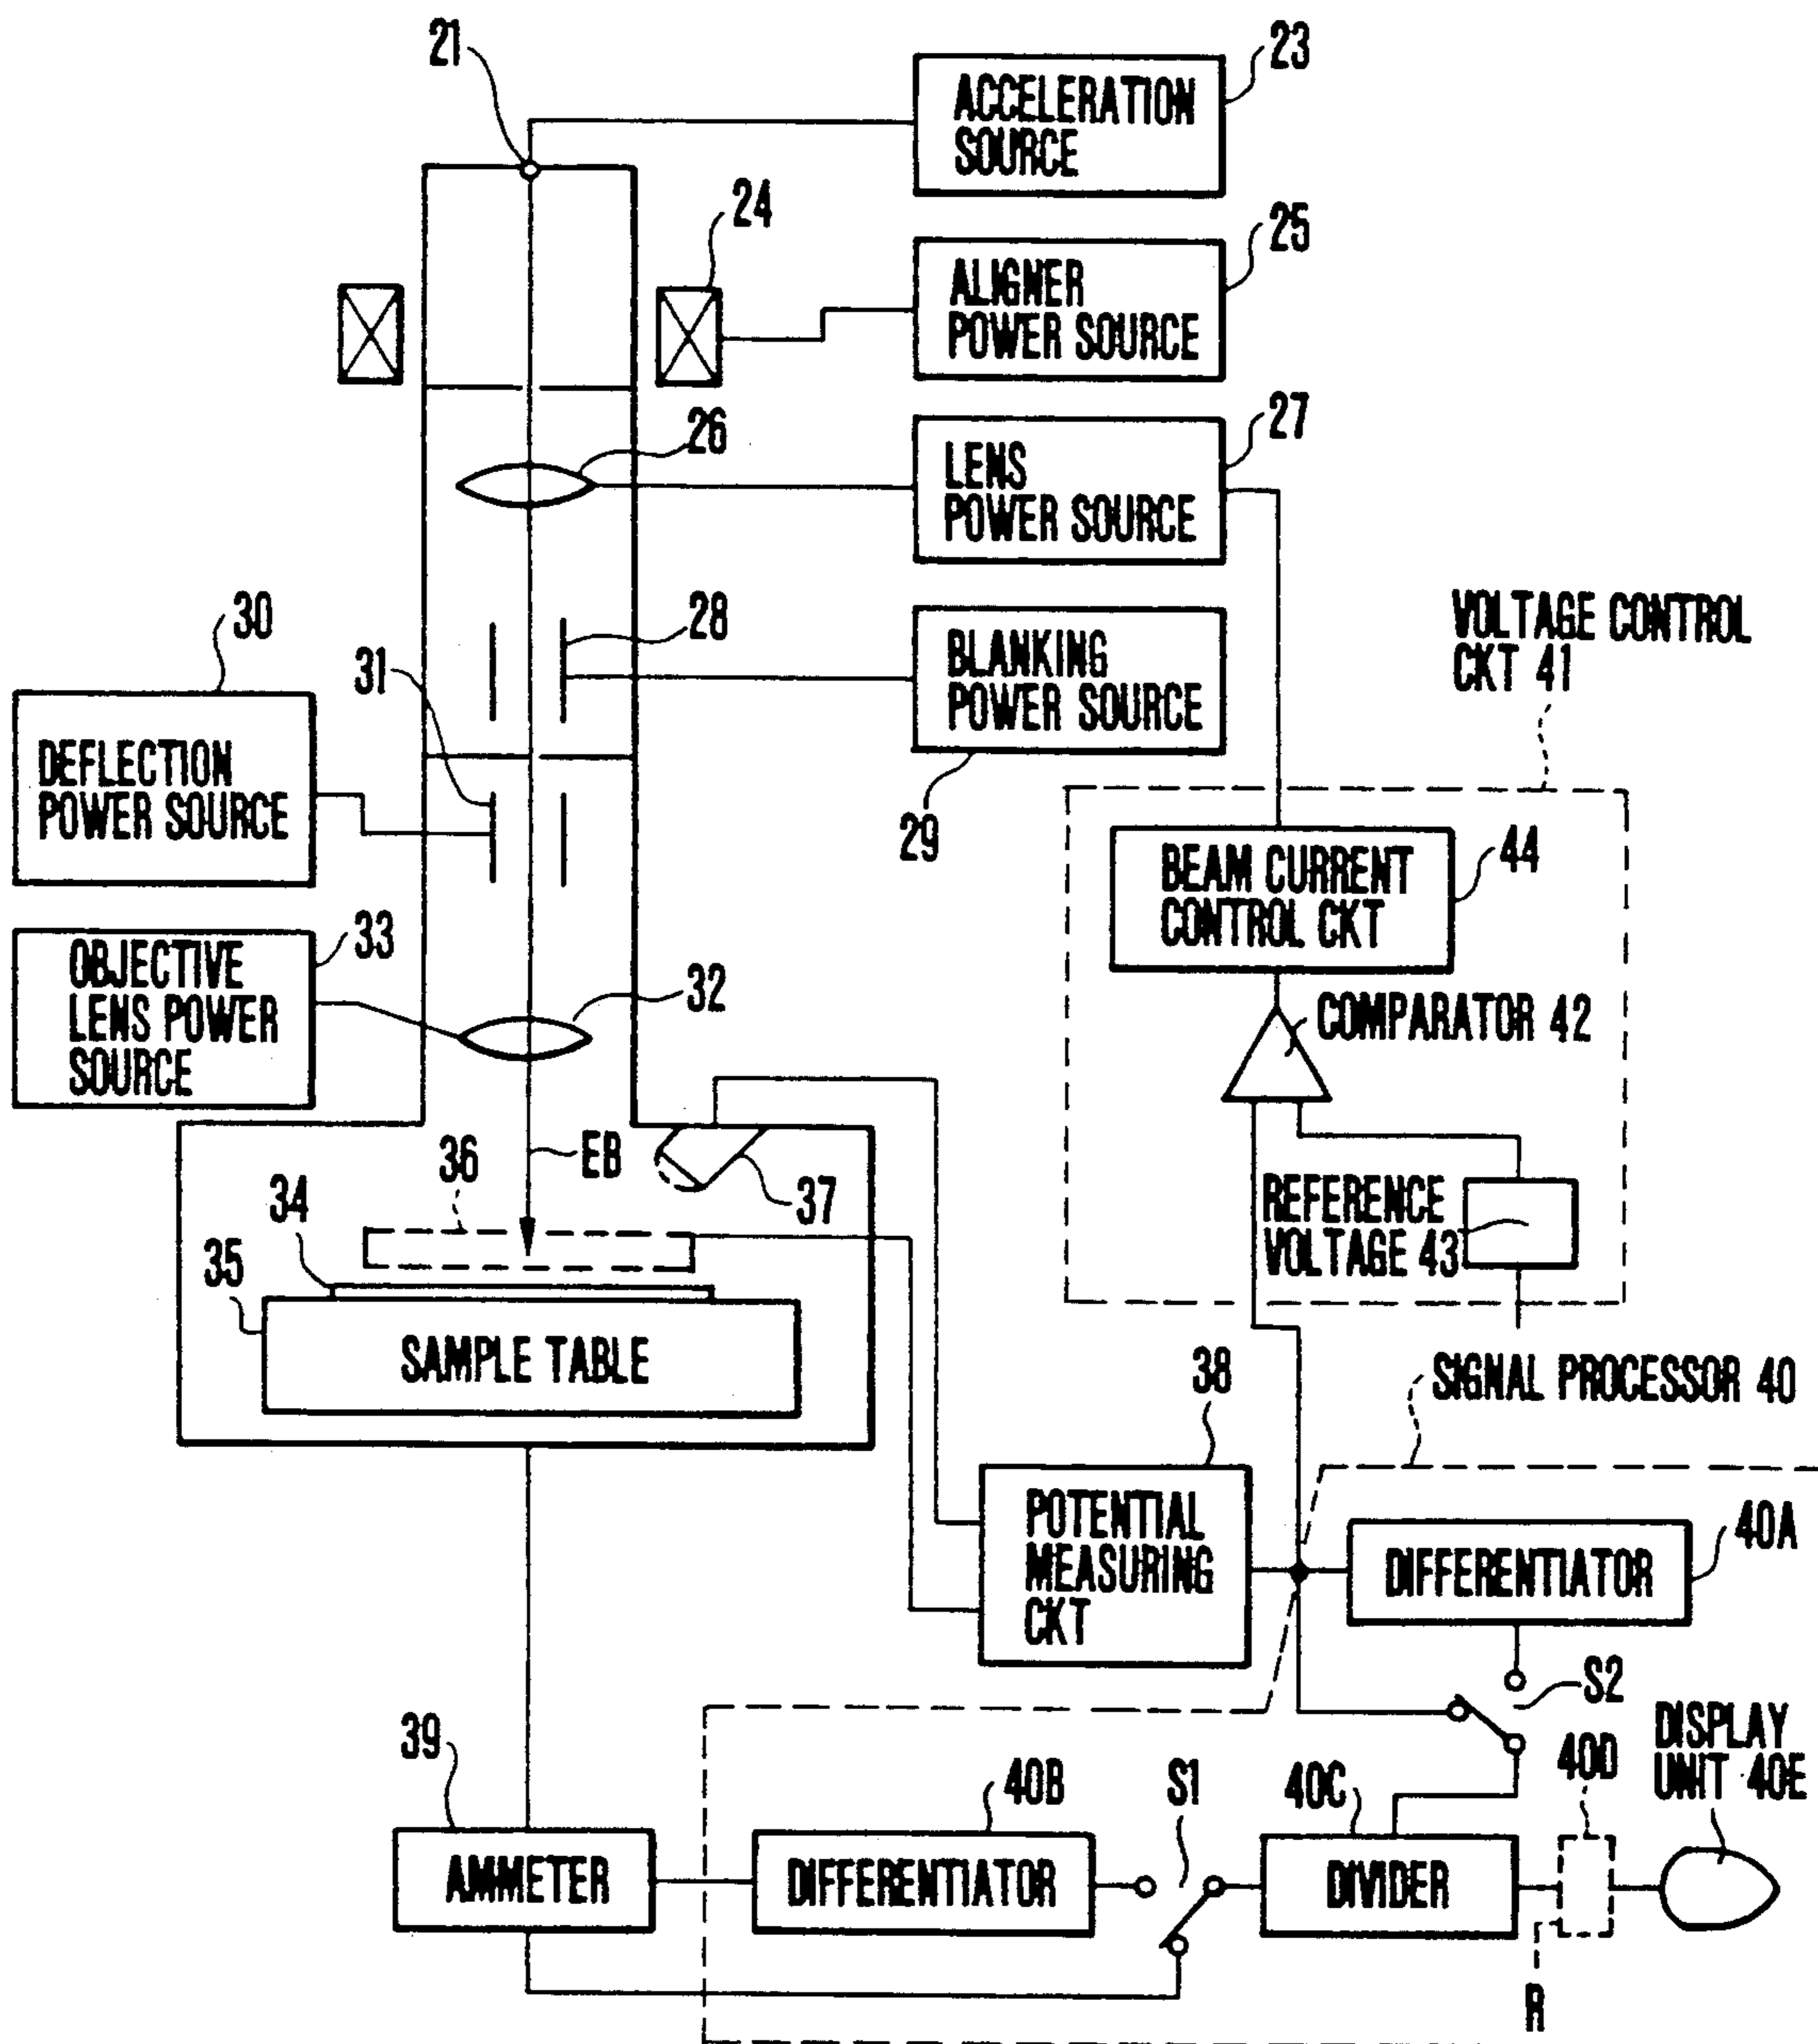 21
23
ACCELERATION
SOURCE
24
25
ALIGNER
POWER SOURCE
26
27
LENS
POWER SOURCE
VOLTAGE CONTROL
CKT 41
30
28
31
BLANKING
POWER SOURCE
29
DEFLECTION
POWER SOURCE
44
BEAM CURRENT
CONTROL CKT
33
OBJECTIVE
LENS POWER
SOURCE
32
COMPARATOR 42
EB
36
37
34
REFERENCE
VOLTAGE 43
35
SAMPLE TABLE
38
SIGNAL PROCESSOR 40
POTENTIAL
MEASURING
CKT
40A
DIFFERENTIATOR
S2
39
40B
S1
40C
40D
DISPLAY
UNIT 40E
AMMETER
DIFFERENTIATOR
DIVIDER
R